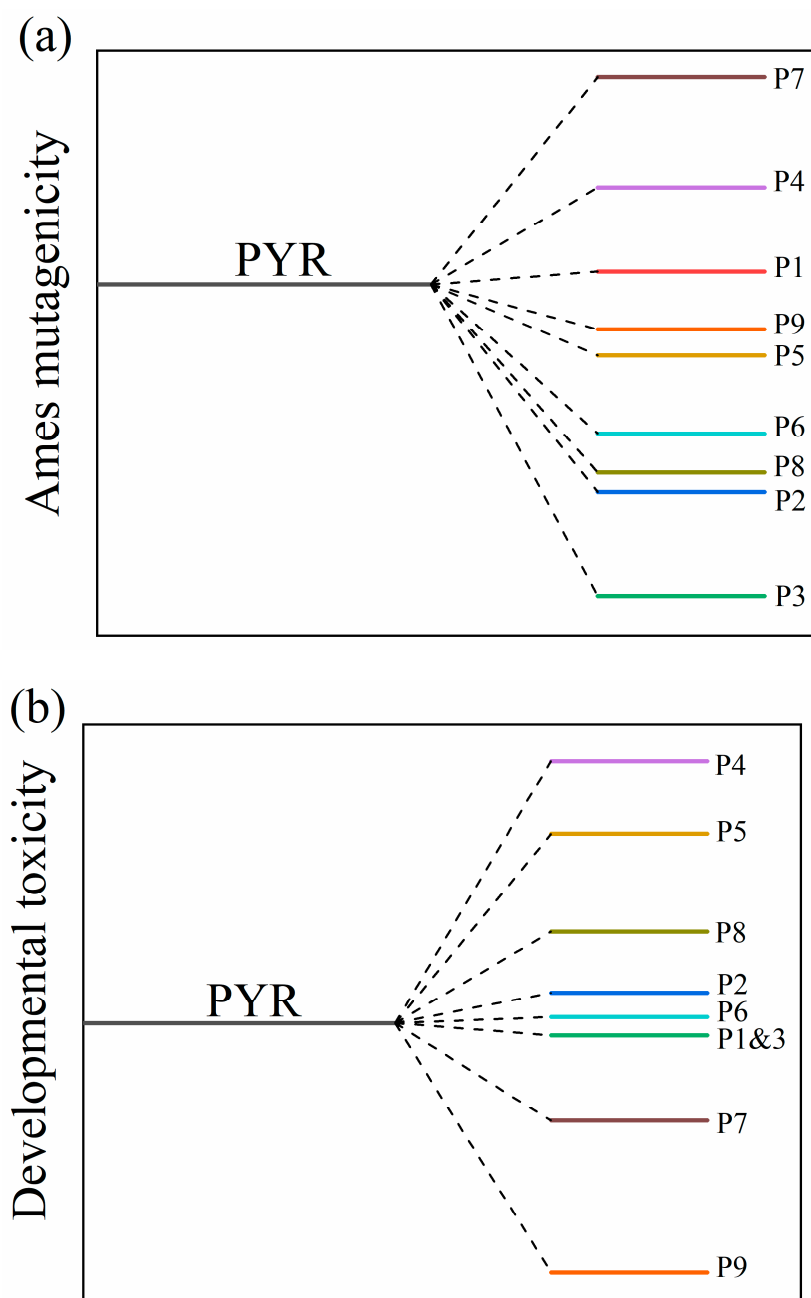 (a)
Ames mutagenicity
PYR
P7
P4
P1
P9
P5
P6
P8
P2
P3
(b)
Developmental toxicity
PYR
P4
P5
P8
P2
P6
P1&3
P7
P9